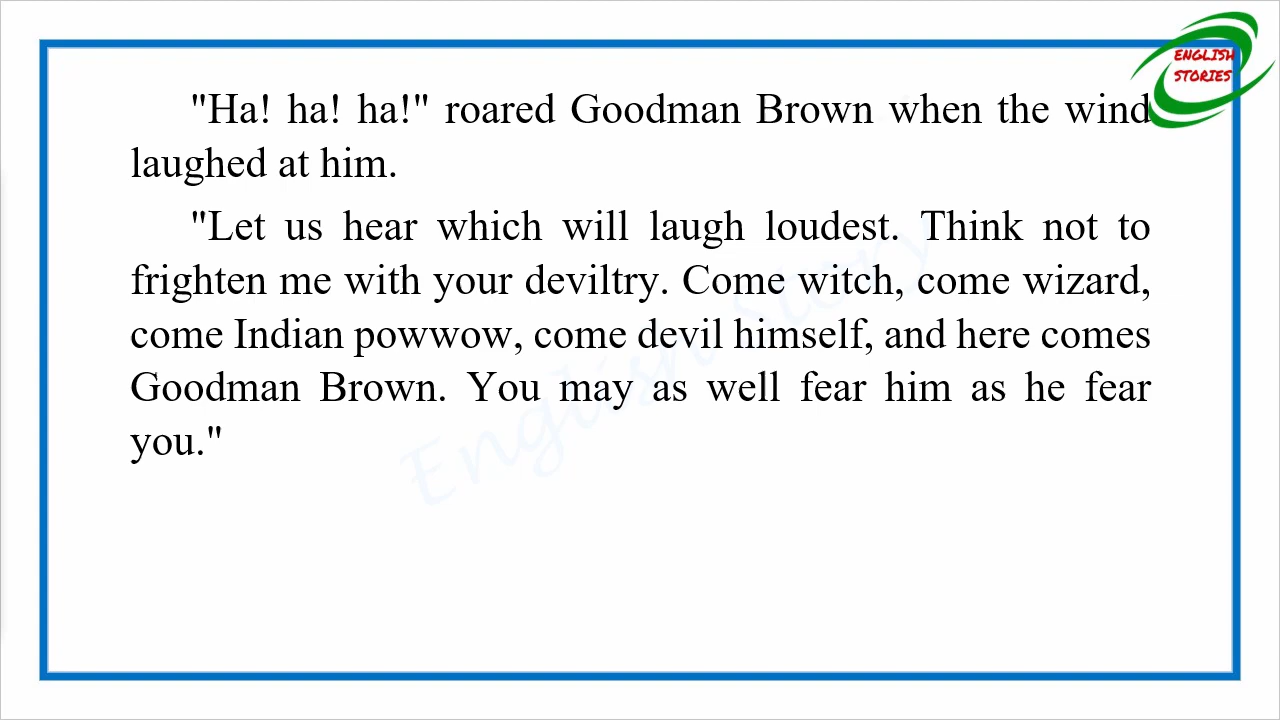 ENGLISH
STORIES
"Ha! ha! ha!" roared Goodman Brown when the wind
laughed at him.
"Let us hear which will laugh loudest. Think not to
frighten me with your deviltry. Come witch, come wizard,
come Indian powwow, come devil himself, and here comes
Goodman Brown. You may as well fear him as he fear
you."
English Story